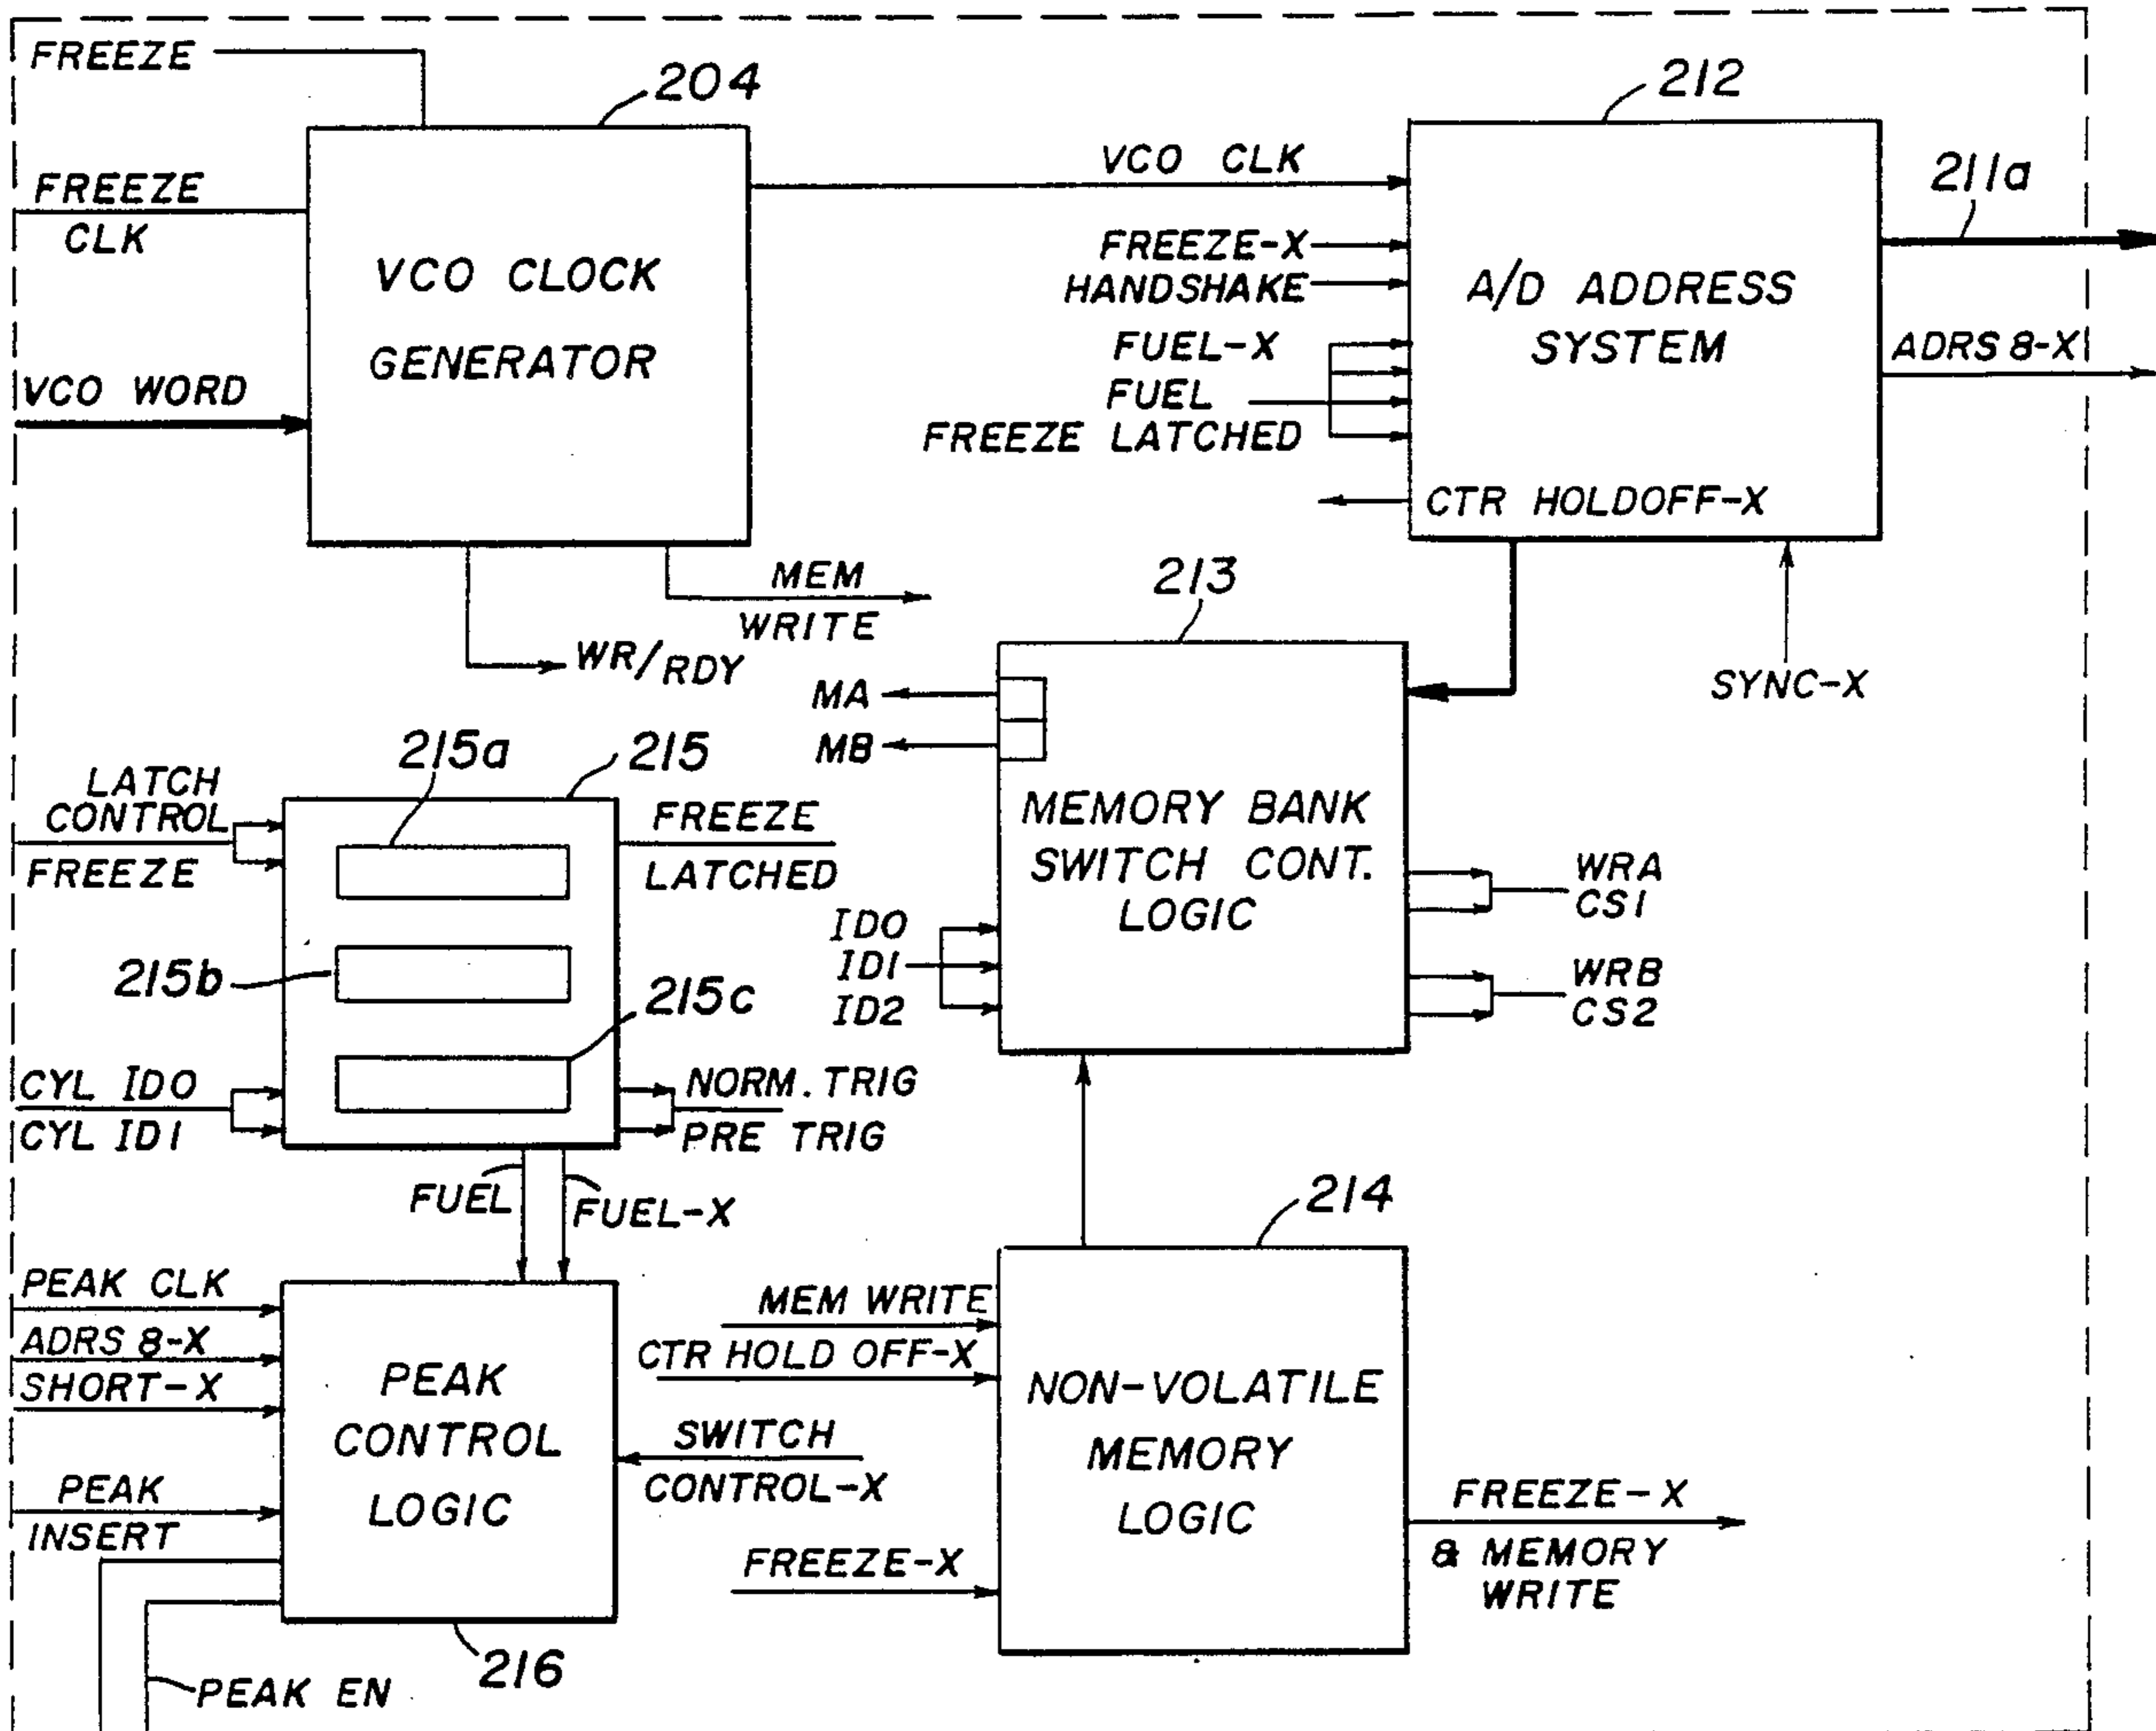 FREEZE
204
212
FREEZE
CLK
VCO CLOCK
GENERATOR
VCO WORD
VCO CLK
FREEZE-X
HANDSHAKE
FUEL-X
FUEL
FREEZE LATCHED
A/D ADDRESS
SYSTEM
211a
ADRS 8-X
CTR HOLDOFF-X
MEM
WRITE
WR/RDY
213
SYNC-X
MA
MB
MEMORY BANK
SWITCH CONT.
LOGIC
215a
215
LATCH
CONTROL
FREEZE
FREEZE
LATCHED
WRA
CS1
ID0
ID1
ID2
WRB
CS2
215b
215c
CYL ID0
CYL ID1
NORM. TRIG
PRE TRIG
FUEL
FUEL-X
214
PEAK CLK
ADRS 8-X
SHORT-X
PEAK
INSERT
PEAK
CONTROL
LOGIC
MEM WRITE
CTR HOLD OFF-X
SWITCH
CONTROL-X
FREEZE-X
NON-VOLATILE
MEMORY
LOGIC
FREEZE-X
& MEMORY
WRITE
216
PEAK EN